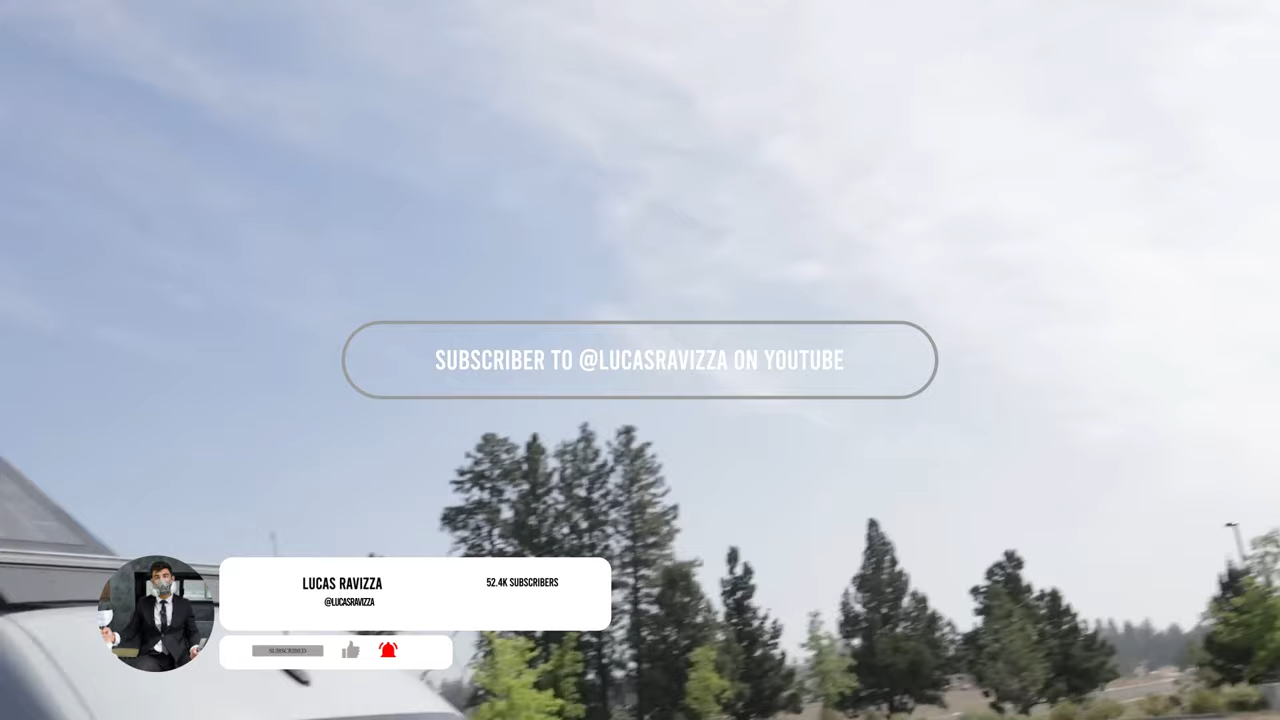 SUBSCRIBER TO @LUCASRAVIZZA ON YOUTUBE
LUCAS RAVIZZA
52.4K SUBSCRIBERS
@LUCASRAVIZZA
SUBSCRIBED